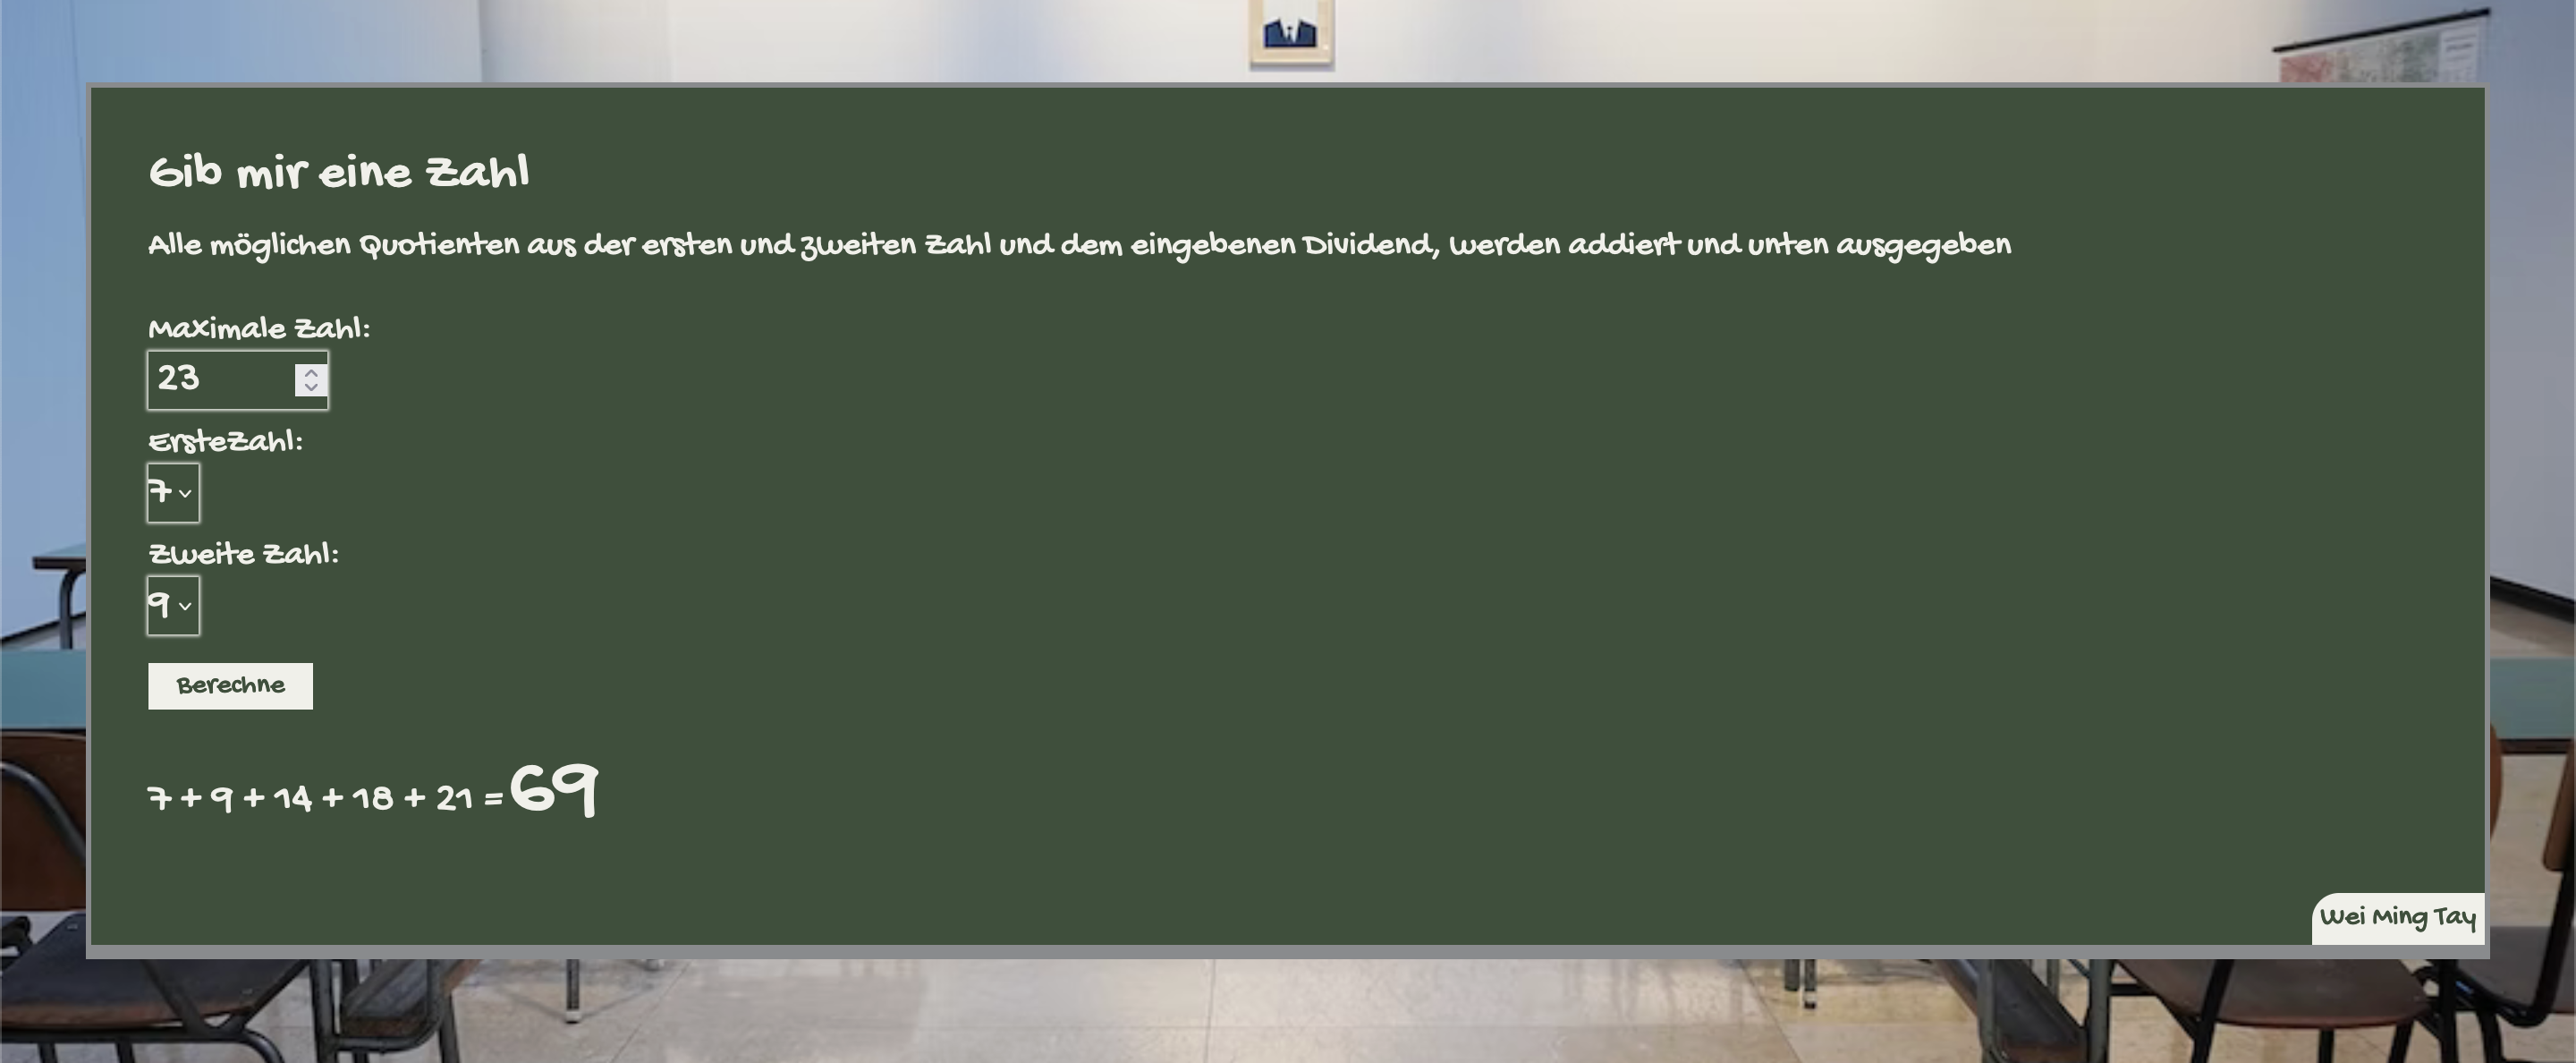 Gib mir eine Zahl
Alle möglichen Quotienten aus der ersten und zweiten Zahl und dem eingebenen Dividend, werden addiert und unten ausgegeben
Maximale Zahl:
23
ErsteZahl:
7
Zweite Zahl:
9
Berechne
7 + 9 + 14 + 18 + 21 = 69
Wei Ming Tay